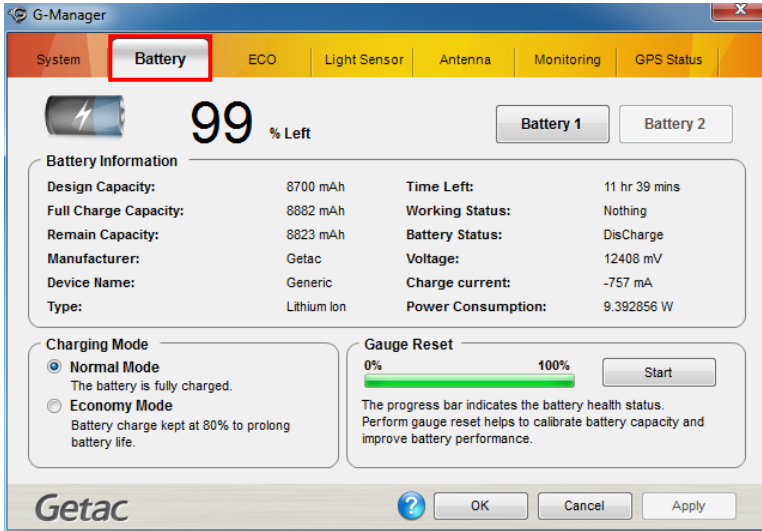 G-Manager
System Battery ECO Light Sensor Antenna Monitoring GPS Status
99 % Left
Battery 1 Battery 2
Battery Information
Design Capacity: 8700 mAh Time Left: 11 hr 39 mins
Full Charge Capacity: 8882 mAh Working Status: Nothing
Remain Capacity: 8823 mAh Battery Status: DisCharge
Manufacturer: Getac Voltage: 12408 mV
Device Name: Generic Charge current: -757 mA
Type: Lithium Ion Power Consumption: 9.392856 W
Charging Mode
Normal Mode
The battery is fully charged.
Economy Mode
Battery charge kept at 80% to prolong
battery life.
Gauge Reset
0% 100%
Start
The progress bar indicates the battery health status.
Perform gauge reset helps to calibrate battery capacity and
improve battery performance.
Getac
? OK Cancel Apply